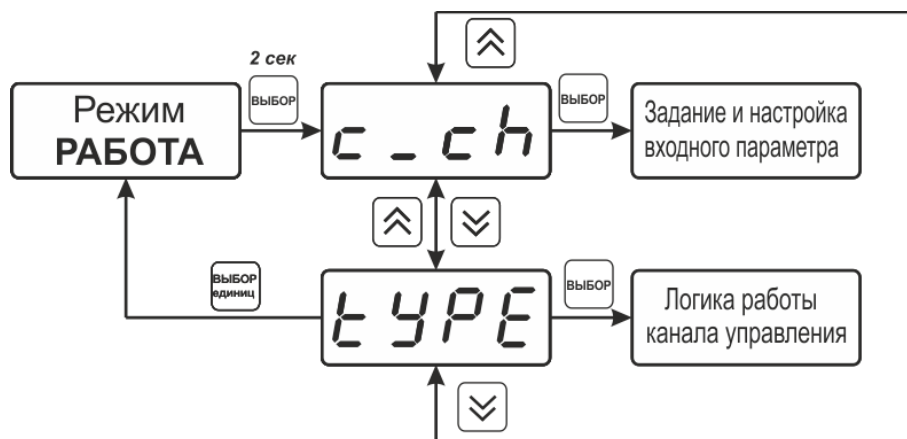 2 сек
Режим
РАБОТА
ВЫБОР
c_ch
ВЫБОР
Задание и настройка
входного параметра
ВЫБОР
единиц
tYPE
ВЫБОР
Логика работы
канала управления